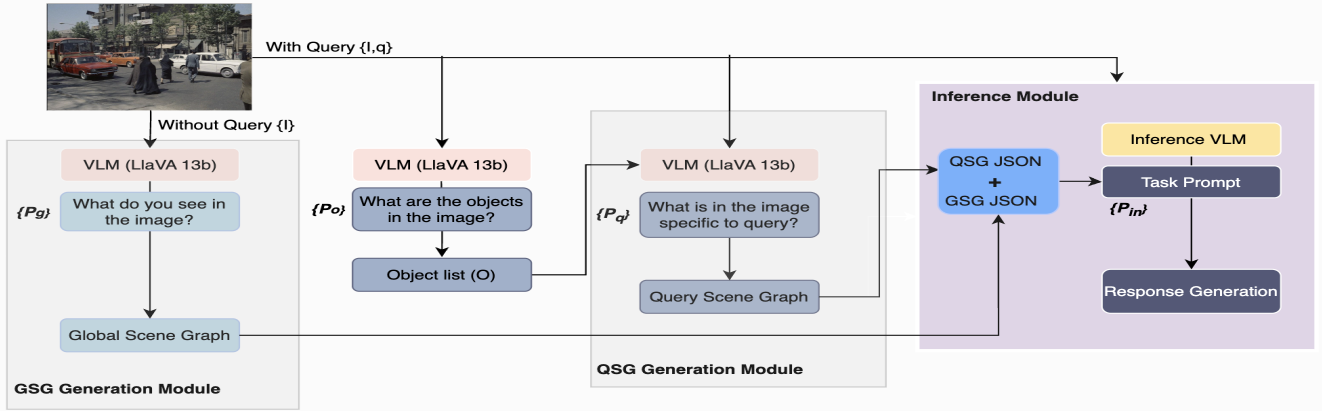 With Query {I,q}
Without Query {I}
VLM (LlaVA 13b)
{Pg}
What do you see in
the image?
Global Scene Graph
GSG Generation Module
VLM (LlaVA 13b)
{Po}
What are the objects
in the image?
Object list (O)
VLM (LlaVA 13b)
{Pq}
What is in the image
specific to query?
Query Scene Graph
QSG Generation Module
Inference Module
QSG JSON
+
GSG JSON
Inference VLM
Task Prompt
{Pin}
Response Generation